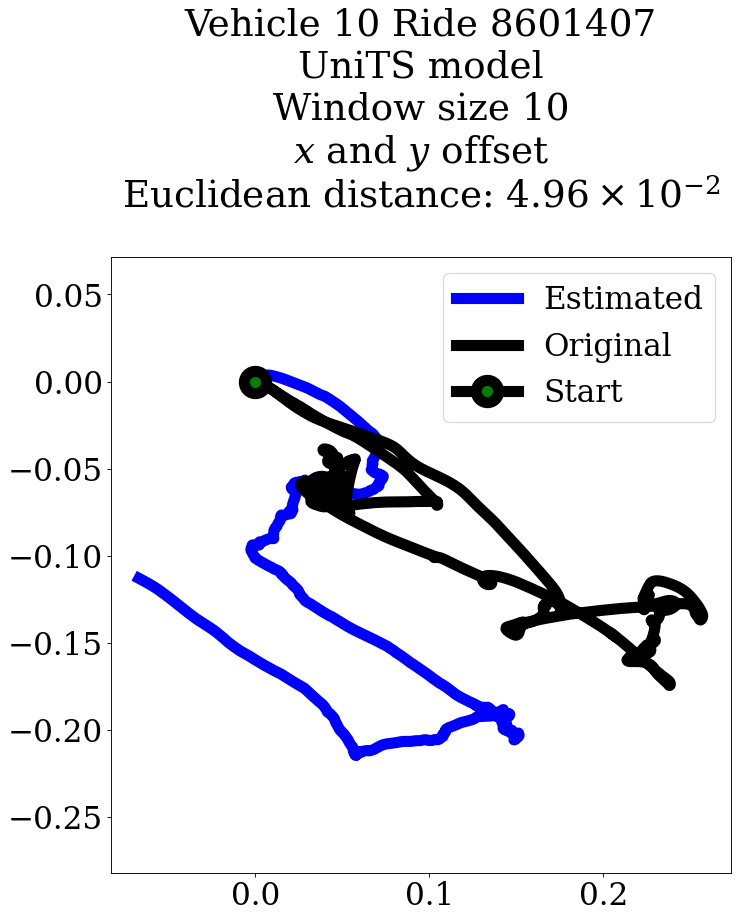 Vehicle 10 Ride 8601407
UniTS model
Window size 10
x and y offset
Euclidean distance: 4.96 × 10⁻²
Estimated
Original
Start
0.05
0.00
−0.05
−0.10
−0.15
−0.20
−0.25
0.0 0.1 0.2